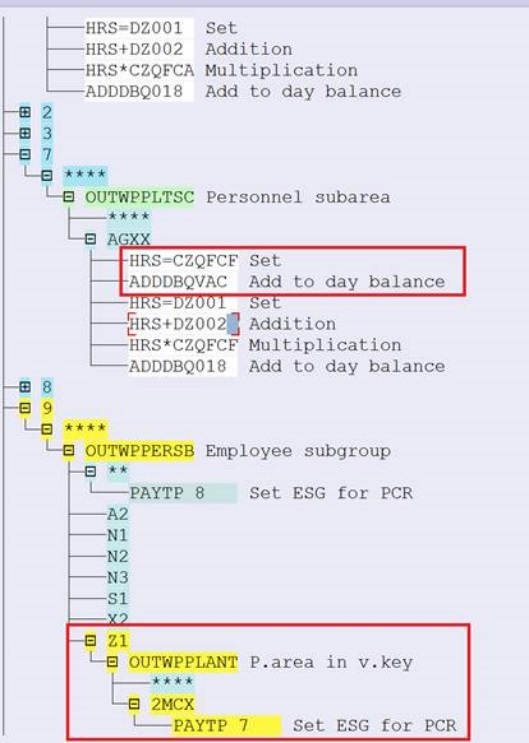 HRS=DZ001 Set
HRS+DZ002 Addition
HRS*CZQFCA Multiplication
ADDDBQ018 Add to day balance
2
3
7
****
OUTWPPLTSC Personnel subarea
****
AGXX
HRS=CZQFCF Set
ADDDBQVAC Add to day balance
HRS=DZ001 Set
HRS+DZ002 Addition
HRS*CZQFCF Multiplication
ADDDBQ018 Add to day balance
8
9
****
OUTWPPERSB Employee subgroup
**
PAYTP 8 Set ESG for PCR
A2
N1
N2
N3
S1
X2
Z1
OUTWPPLANT P.area in v.key
****
2MCX
PAYTP 7 Set ESG for PCR